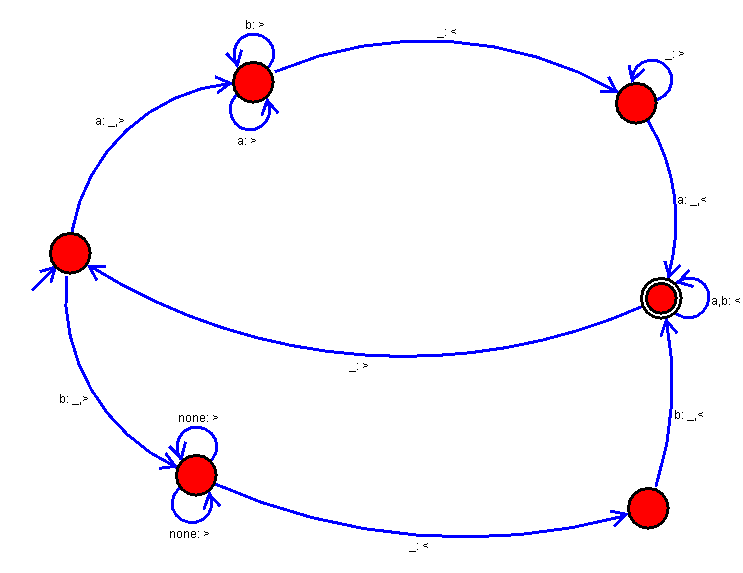 b: >
_: <
_: >
a: _,>
a: >
a: _,<
a,b: <
_: >
b: _,>
none: >
b: _,<
none: >
_: <